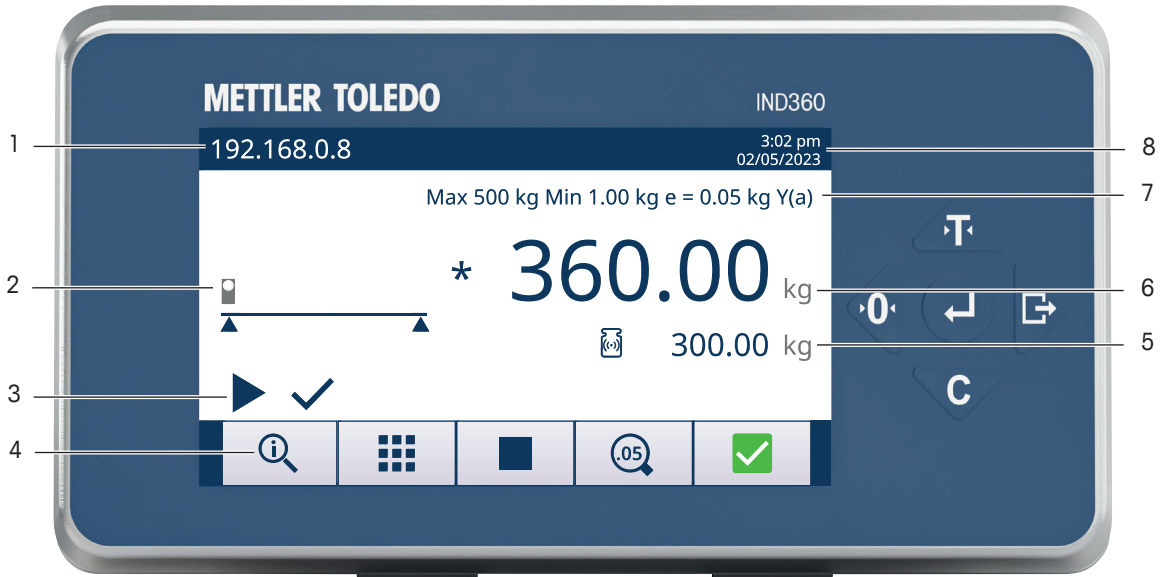 METTLER TOLEDO
IND360
1
192.168.0.8
3:02 pm
02/05/2023
8
Max 500 kg Min 1.00 kg e = 0.05 kg Y(a)
7
T
2
* 360.00 kg
6
0
300.00 kg
5
3
C
4
i
.05